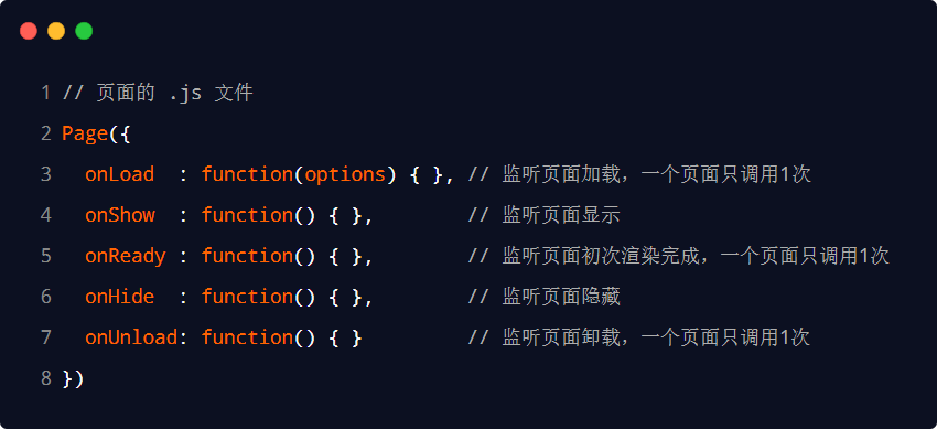 1 // 页面的 .js 文件
2 Page({
3   onLoad  : function(options) { }, // 监听页面加载，一个页面只调用1次
4   onShow  : function() { },        // 监听页面显示
5   onReady : function() { },        // 监听页面初次渲染完成，一个页面只调用1次
6   onHide  : function() { },        // 监听页面隐藏
7   onUnload: function() { }         // 监听页面卸载，一个页面只调用1次
8 })